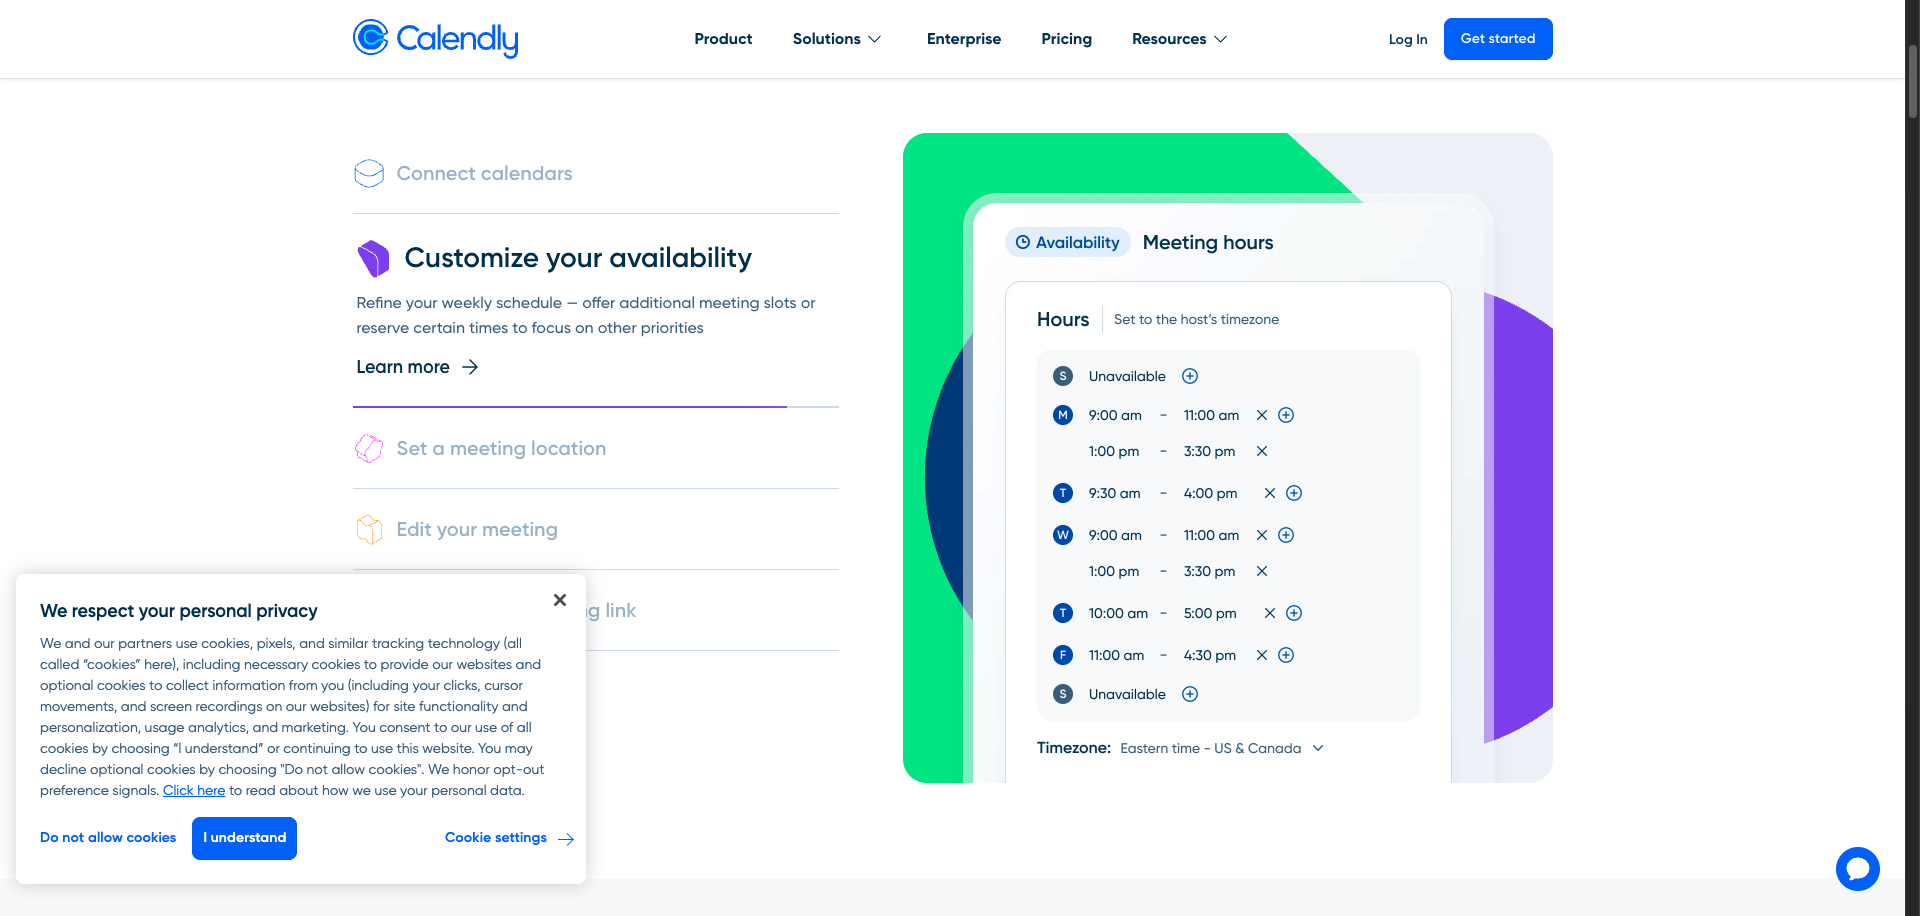 Calendly
Product
Solutions
Enterprise
Pricing
Resources
Log In
Get started
Connect calendars
Customize your availability
Refine your weekly schedule — offer additional meeting slots or
reserve certain times to focus on other priorities
Learn more
Set a meeting location
Edit your meeting
g link
Availability
Meeting hours
Hours
Set to the host’s timezone
S Unavailable
M 9:00 am - 11:00 am
1:00 pm - 3:30 pm
T 9:30 am - 4:00 pm
W 9:00 am - 11:00 am
1:00 pm - 3:30 pm
T 10:00 am - 5:00 pm
F 11:00 am - 4:30 pm
S Unavailable
Timezone: Eastern time - US & Canada
We respect your personal privacy
We and our partners use cookies, pixels, and similar tracking technology (all
called “cookies” here), including necessary cookies to provide our websites and
optional cookies to collect information from you (including your clicks, cursor
movements, and screen recordings on our websites) for site functionality and
personalization, usage analytics, and marketing. You consent to our use of all
cookies by choosing “I understand” or continuing to use this website. You may
decline optional cookies by choosing "Do not allow cookies". We honor opt-out
preference signals. Click here to read about how we use your personal data.
Do not allow cookies
I understand
Cookie settings